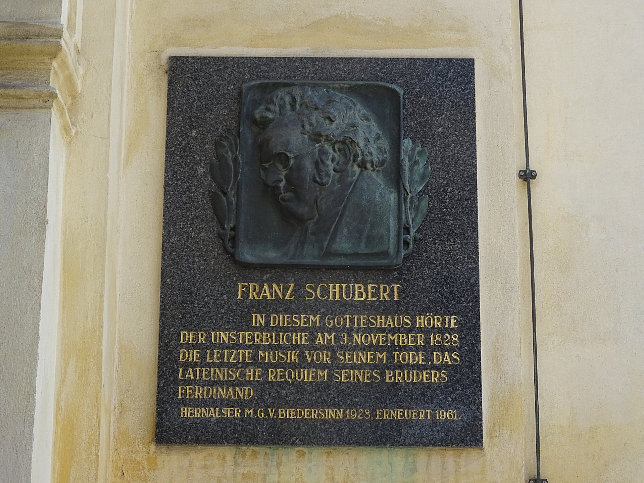 FRANZ SCHUBERT
IN DIESEM GOTTESHAUS HÖRTE
DER UNSTERBLICHE AM 3. NOVEMBER 1828
DIE LETZTE MUSIK VOR SEINEM TODE, DAS
LATEINISCHE REQUIEM SEINES BRUDERS
FERDINAND
HERNALSER M.G.V. BIEDERSINN 1928. ERNEUERT 1961.